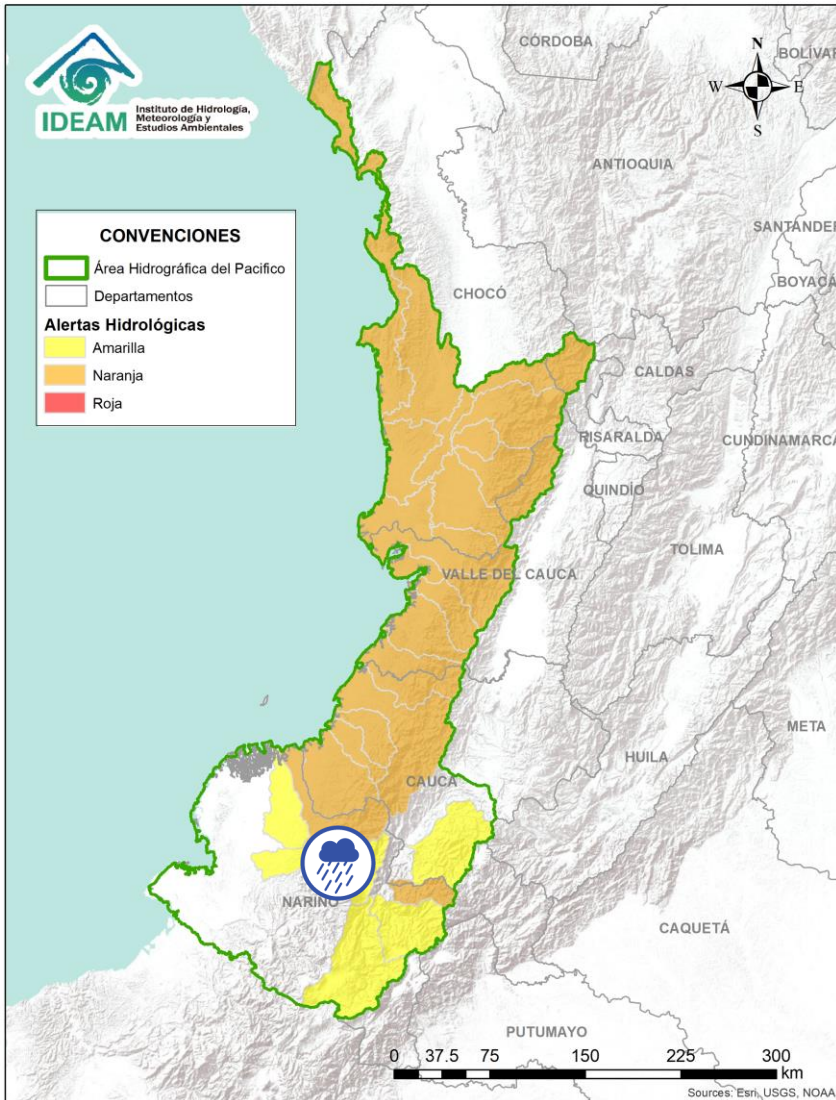 IDEAM
Instituto de Hidrología,
Meteorología y
Estudios Ambientales
N
W
E
S
CÓRDOBA
BOLÍVAR
ANTIOQUIA
SANTANDER
BOYACÁ
CHOCÓ
CONVENCIONES
Área Hidrográfica del Pacifico
Departamentos
Alertas Hidrológicas
Amarilla
Naranja
Roja
CALDAS
RISARALDA
CUNDINAMARCA
QUINDÍO
TOLIMA
VALLE DEL CAUCA
META
HUILA
CAUCA
NARIÑO
CAQUETÁ
PUTUMAYO
0 37.5 75 150 225 300
km
Sources: Esri, USGS, NOAA